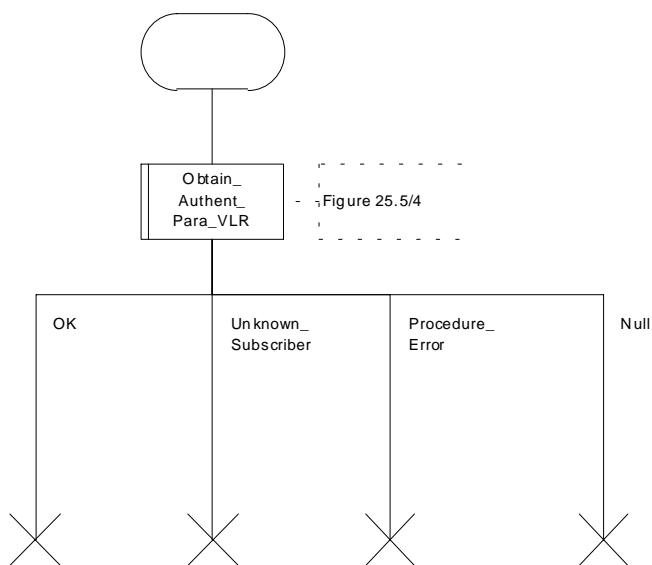 Obtain_
Authent_
Para_VLR
Figure 25.5/4
OK
Unknown_
Subscriber
Procedure_
Error
Null